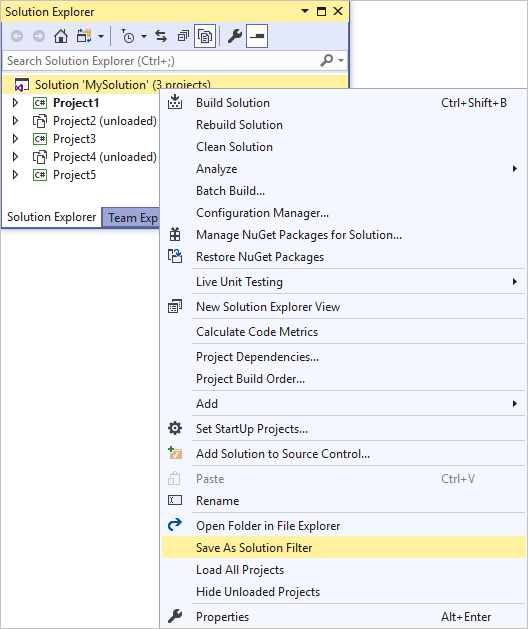 Solution Explorer
Search Solution Explorer (Ctrl+;)
Solution 'MySolution' (3 projects)
C# Project1
Project2 (unloaded)
C# Project3
Project4 (unloaded)
C# Project5
Solution Explorer Team Exp
Build Solution Ctrl+Shift+B
Rebuild Solution
Clean Solution
Analyze
Batch Build...
Configuration Manager...
Manage NuGet Packages for Solution...
Restore NuGet Packages
Live Unit Testing
New Solution Explorer View
Calculate Code Metrics
Project Dependencies...
Project Build Order...
Add
Set StartUp Projects...
Add Solution to Source Control...
Paste Ctrl+V
Rename
Open Folder in File Explorer
Save As Solution Filter
Load All Projects
Hide Unloaded Projects
Properties Alt+Enter